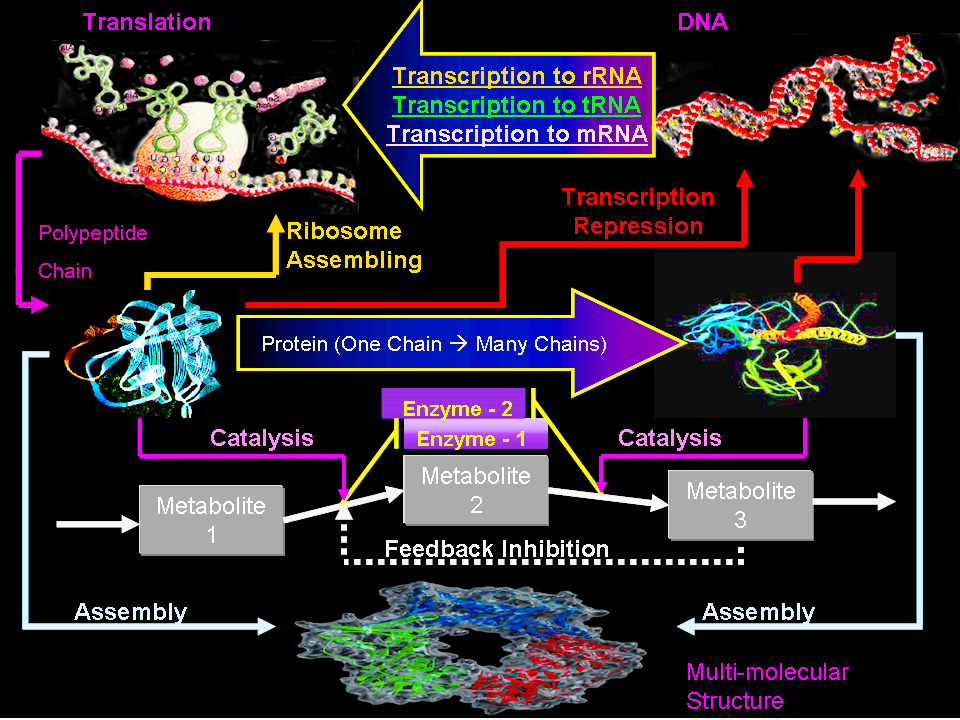 Translation
DNA
Transcription to rRNA
Transcription to tRNA
Transcription to mRNA
Transcription
Repression
Polypeptide
Chain
Ribosome
Assembling
Protein (One Chain → Many Chains)
Enzyme - 2
Enzyme - 1
Catalysis
Catalysis
Metabolite
1
Metabolite
2
Metabolite
3
Feedback Inhibition
Assembly
Assembly
Multi-molecular
Structure